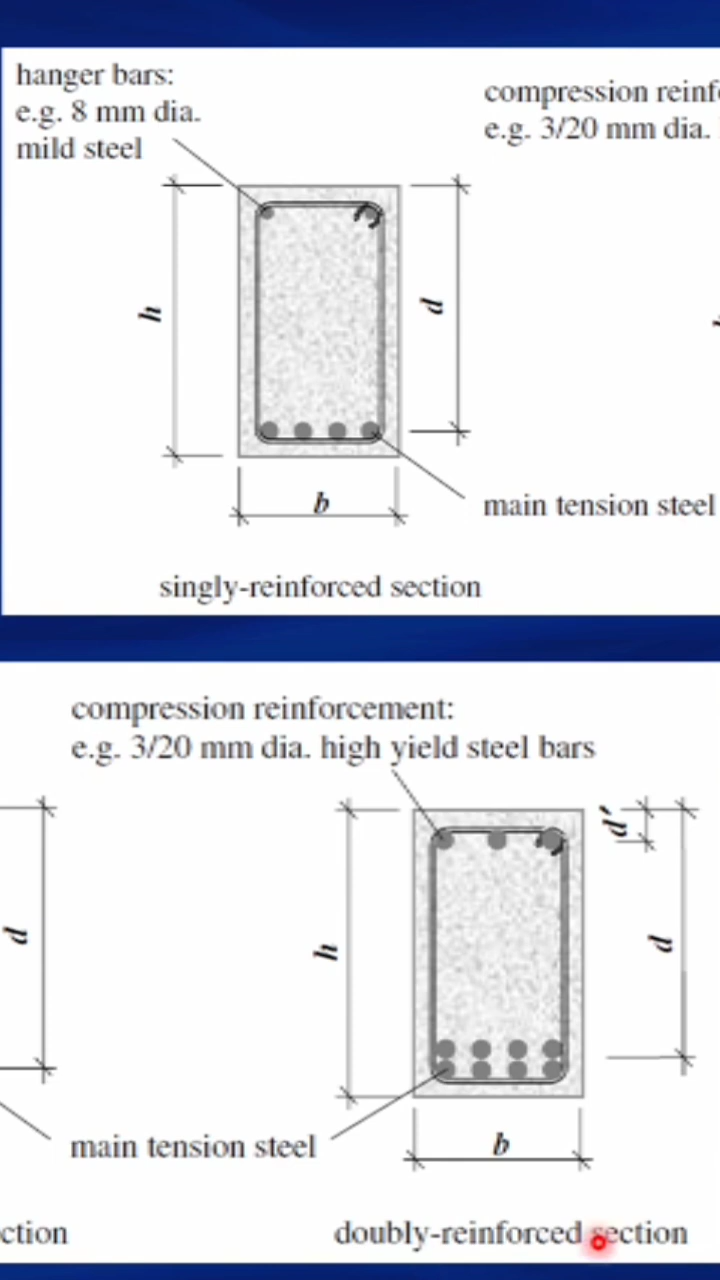 hanger bars:
e.g. 8 mm dia.
mild steel
compression reinf
e.g. 3/20 mm dia.
h
d
b
main tension steel
singly-reinforced section
compression reinforcement:
e.g. 3/20 mm dia. high yield steel bars
d
h
d'
d
main tension steel
b
ction
doubly-reinforced section